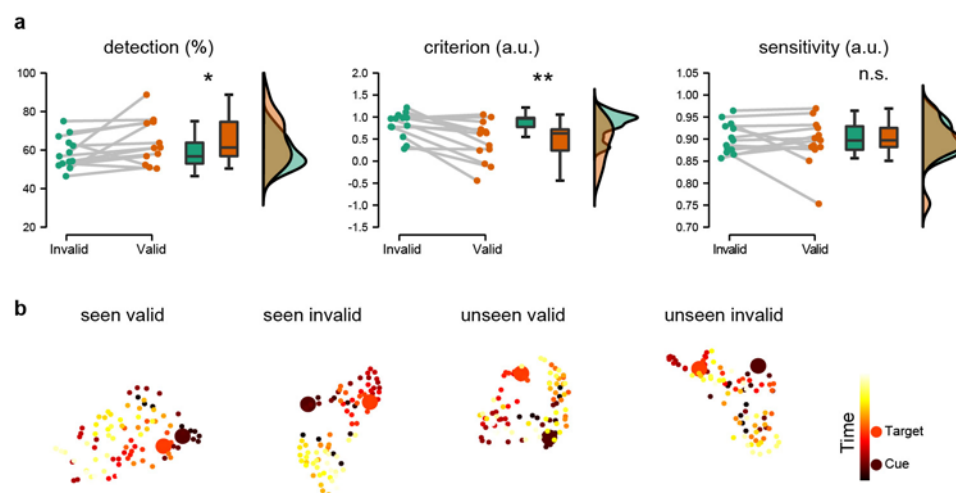 a
detection (%)
criterion (a.u.)
sensitivity (a.u.)
*
**
n.s.
100
80
60
40
20
Invalid
Valid
2.0
1.5
1.0
0.5
0.0
-0.5
-1.0
-1.5
Invalid
Valid
1.05
1.00
0.95
0.90
0.85
0.80
0.75
0.70
Invalid
Valid
b
seen valid
seen invalid
unseen valid
unseen invalid
Time
Target
Cue